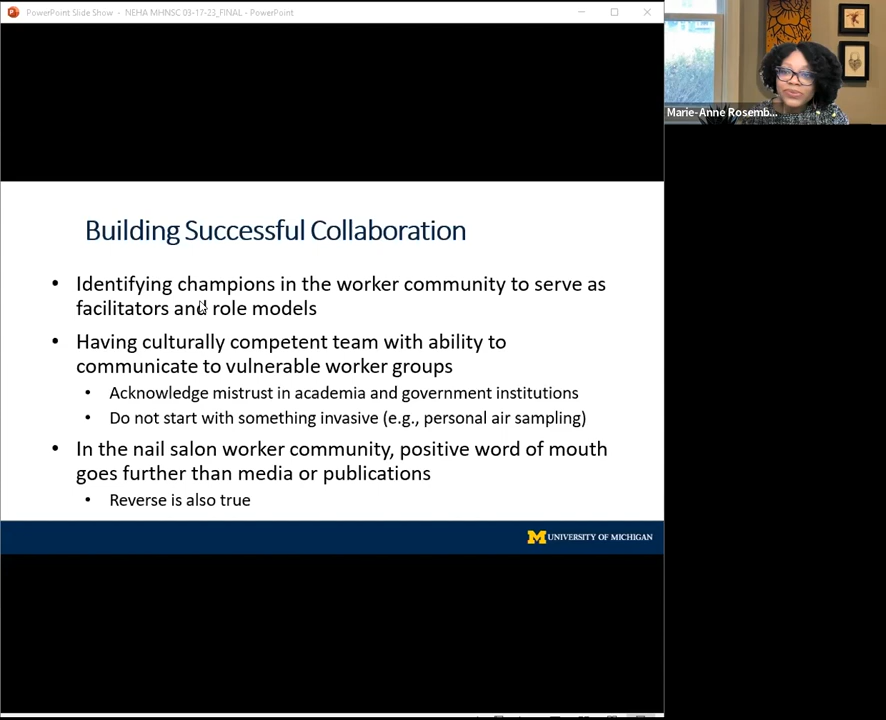 PowerPoint Slide Show - NEHA MHNSC 03-17-23_FINAL - PowerPoint
Marie-Anne Rosemb...
Building Successful Collaboration
• Identifying champions in the worker community to serve as
facilitators and role models
• Having culturally competent team with ability to
communicate to vulnerable worker groups
• Acknowledge mistrust in academia and government institutions
• Do not start with something invasive (e.g., personal air sampling)
• In the nail salon worker community, positive word of mouth
goes further than media or publications
• Reverse is also true
M UNIVERSITY OF MICHIGAN